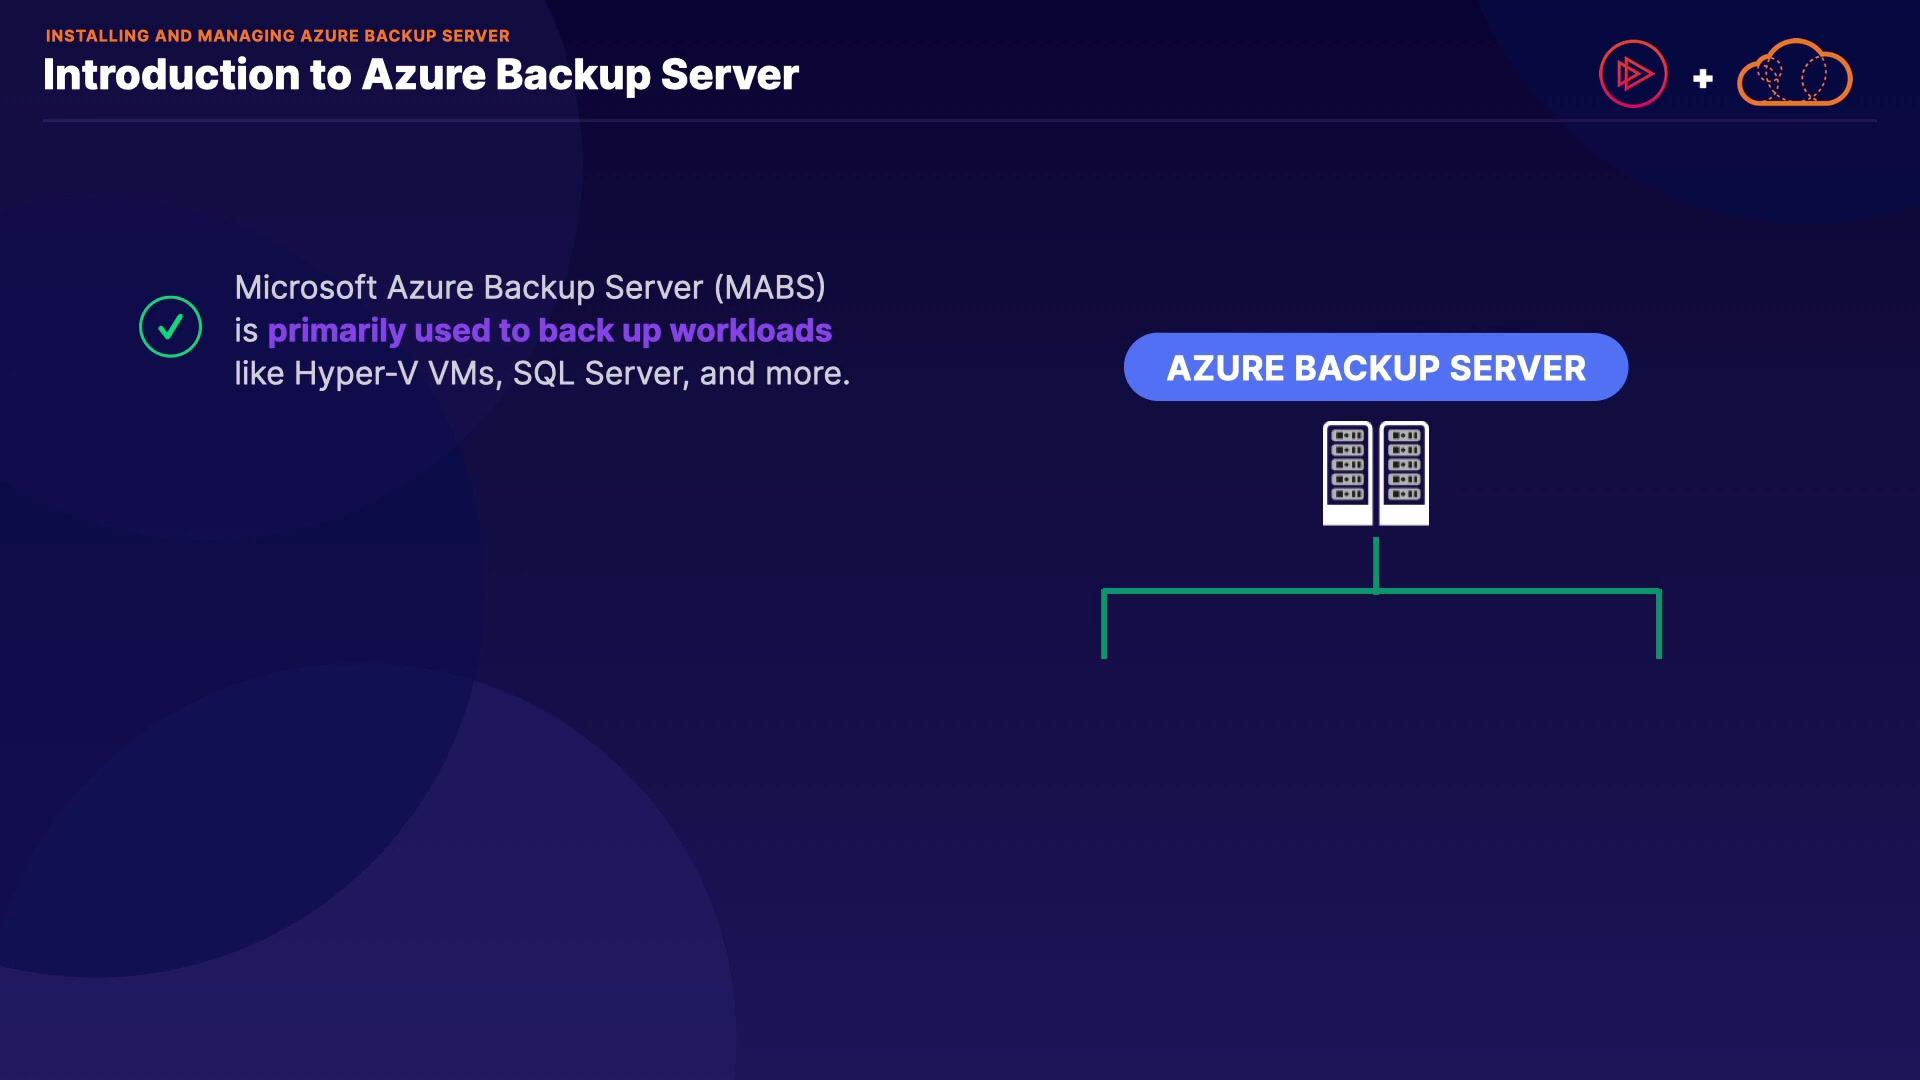 INSTALLING AND MANAGING AZURE BACKUP SERVER
Introduction to Azure Backup Server
Microsoft Azure Backup Server (MABS)
is primarily used to back up workloads
like Hyper-V VMs, SQL Server, and more.
AZURE BACKUP SERVER